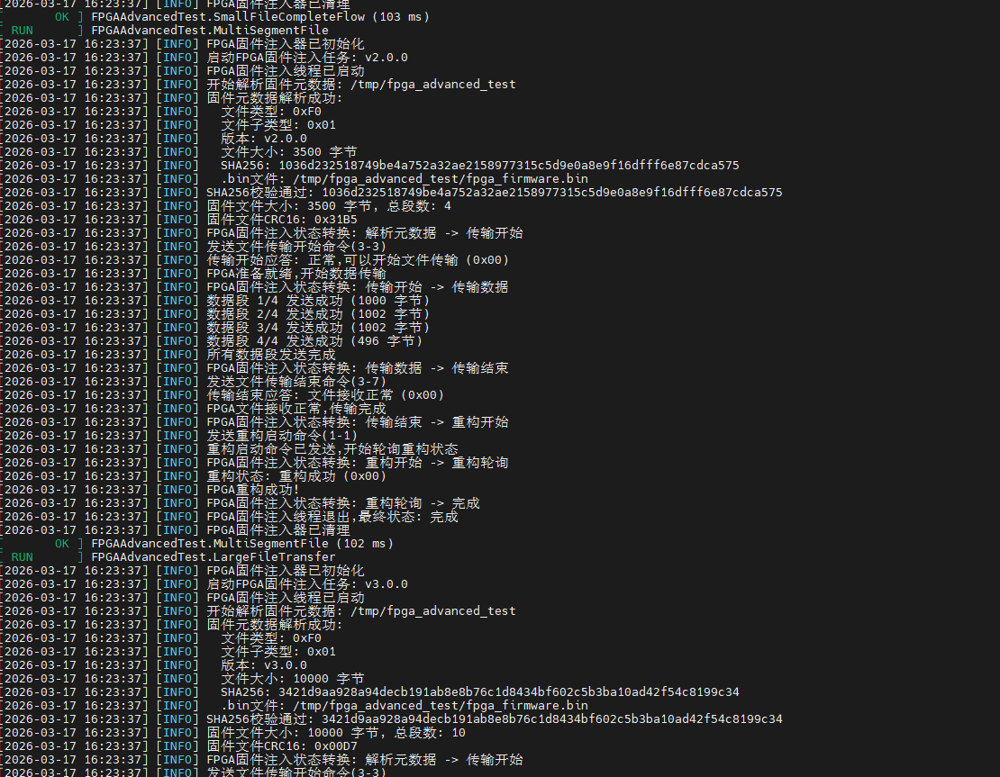 [2026-03-17 16:23:37] [INFO] FPGA固件注入器已清理
[       OK ] FPGAAdvancedTest.SmallFileCompleteFlow (103 ms)
[ RUN      ] FPGAAdvancedTest.MultiSegmentFile
[2026-03-17 16:23:37] [INFO] FPGA固件注入器已初始化
[2026-03-17 16:23:37] [INFO] 启动FPGA固件注入任务: v2.0.0
[2026-03-17 16:23:37] [INFO] FPGA固件注入线程已启动
[2026-03-17 16:23:37] [INFO] 开始解析固件元数据: /tmp/fpga_advanced_test
[2026-03-17 16:23:37] [INFO] 固件元数据解析成功:
[2026-03-17 16:23:37] [INFO]   文件类型: 0xF0
[2026-03-17 16:23:37] [INFO]   文件子类型: 0x01
[2026-03-17 16:23:37] [INFO]   版本: v2.0.0
[2026-03-17 16:23:37] [INFO]   文件大小: 3500 字节
[2026-03-17 16:23:37] [INFO]   SHA256: 1036d232518749be4a752a32ae2158977315c5d9e0a8e9f16dfff6e87cdca575
[2026-03-17 16:23:37] [INFO]   .bin文件: /tmp/fpga_advanced_test/fpga_firmware.bin
[2026-03-17 16:23:37] [INFO] SHA256校验通过: 1036d232518749be4a752a32ae2158977315c5d9e0a8e9f16dfff6e87cdca575
[2026-03-17 16:23:37] [INFO] 固件文件大小: 3500 字节, 总段数: 4
[2026-03-17 16:23:37] [INFO] 固件文件CRC16: 0x31B5
[2026-03-17 16:23:37] [INFO] FPGA固件注入状态转换: 解析元数据 -> 传输开始
[2026-03-17 16:23:37] [INFO] 发送文件传输开始命令(3-3)
[2026-03-17 16:23:37] [INFO] 传输开始应答: 正常,可以开始文件传输 (0x00)
[2026-03-17 16:23:37] [INFO] FPGA准备就绪,开始数据传输
[2026-03-17 16:23:37] [INFO] FPGA固件注入状态转换: 传输开始 -> 传输数据
[2026-03-17 16:23:37] [INFO] 数据段 1/4 发送成功 (1000 字节)
[2026-03-17 16:23:37] [INFO] 数据段 2/4 发送成功 (1002 字节)
[2026-03-17 16:23:37] [INFO] 数据段 3/4 发送成功 (1002 字节)
[2026-03-17 16:23:37] [INFO] 数据段 4/4 发送成功 (496 字节)
[2026-03-17 16:23:37] [INFO] 所有数据段发送完成
[2026-03-17 16:23:37] [INFO] FPGA固件注入状态转换: 传输数据 -> 传输结束
[2026-03-17 16:23:37] [INFO] 发送文件传输结束命令(3-7)
[2026-03-17 16:23:37] [INFO] 传输结束应答: 文件接收正常 (0x00)
[2026-03-17 16:23:37] [INFO] FPGA文件接收正常,传输完成
[2026-03-17 16:23:37] [INFO] FPGA固件注入状态转换: 传输结束 -> 重构开始
[2026-03-17 16:23:37] [INFO] 发送重构启动命令(1-1)
[2026-03-17 16:23:37] [INFO] 重构启动命令已发送,开始轮询重构状态
[2026-03-17 16:23:37] [INFO] FPGA固件注入状态转换: 重构开始 -> 重构轮询
[2026-03-17 16:23:37] [INFO] 重构状态: 重构成功 (0x00)
[2026-03-17 16:23:37] [INFO] FPGA重构成功!
[2026-03-17 16:23:37] [INFO] FPGA固件注入状态转换: 重构轮询 -> 完成
[2026-03-17 16:23:37] [INFO] FPGA固件注入线程退出,最终状态: 完成
[2026-03-17 16:23:37] [INFO] FPGA固件注入器已清理
[       OK ] FPGAAdvancedTest.MultiSegmentFile (102 ms)
[ RUN      ] FPGAAdvancedTest.LargeFileTransfer
[2026-03-17 16:23:37] [INFO] FPGA固件注入器已初始化
[2026-03-17 16:23:37] [INFO] 启动FPGA固件注入任务: v3.0.0
[2026-03-17 16:23:37] [INFO] FPGA固件注入线程已启动
[2026-03-17 16:23:37] [INFO] 开始解析固件元数据: /tmp/fpga_advanced_test
[2026-03-17 16:23:37] [INFO] 固件元数据解析成功:
[2026-03-17 16:23:37] [INFO]   文件类型: 0xF0
[2026-03-17 16:23:37] [INFO]   文件子类型: 0x01
[2026-03-17 16:23:37] [INFO]   版本: v3.0.0
[2026-03-17 16:23:37] [INFO]   文件大小: 10000 字节
[2026-03-17 16:23:37] [INFO]   SHA256: 3421d9aa928a94decb191ab8e8b76c1d8434bf602c5b3ba10ad42f54c8199c34
[2026-03-17 16:23:37] [INFO]   .bin文件: /tmp/fpga_advanced_test/fpga_firmware.bin
[2026-03-17 16:23:37] [INFO] SHA256校验通过: 3421d9aa928a94decb191ab8e8b76c1d8434bf602c5b3ba10ad42f54c8199c34
[2026-03-17 16:23:37] [INFO] 固件文件大小: 10000 字节, 总段数: 10
[2026-03-17 16:23:37] [INFO] 固件文件CRC16: 0x00D7
[2026-03-17 16:23:37] [INFO] FPGA固件注入状态转换: 解析元数据 -> 传输开始
[2026-03-17 16:23:37] [INFO] 发送文件传输开始命令(3-3)